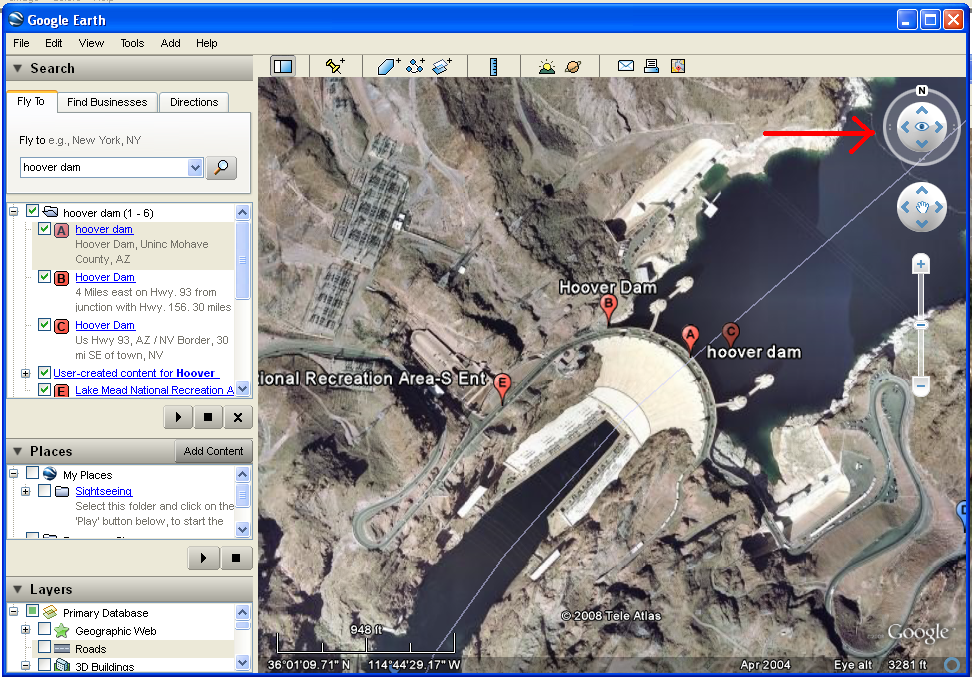 Google Earth
File Edit View Tools Add Help
Search
Fly To Find Businesses Directions
Fly to e.g., New York, NY
hoover dam
hoover dam (1 - 6)
A hoover dam
Hoover Dam, Uninc Mohave
County, AZ
B Hoover Dam
4 Miles east on Hwy. 93 from
junction with Hwy. 156. 30 miles
C Hoover Dam
Us Hwy 93, AZ / NV Border, 30
mi SE of town, NV
User-created content for Hoover
E Lake Mead National Recreation A
Places Add Content
My Places
Sightseeing
Select this folder and click on the
'Play' button below, to start the
Layers
Primary Database
Geographic Web
Roads
3D Buildings
N
Hoover Dam
B
A
C
hoover dam
tional Recreation Area-S Ent
E
D
© 2008 Tele Atlas
948 ft
Google
36°01'09.71" N 114°44'29.17" W Apr 2004 Eye alt 3281 ft